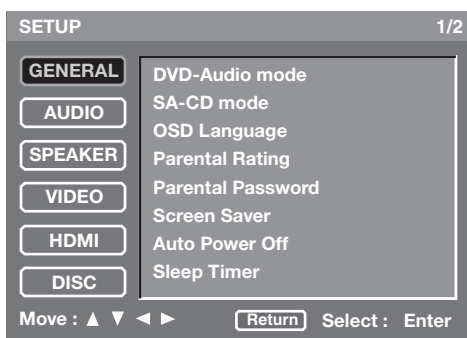 SETUP 1/2
GENERAL
AUDIO
SPEAKER
VIDEO
HDMI
DISC
DVD-Audio mode
SA-CD mode
OSD Language
Parental Rating
Parental Password
Screen Saver
Auto Power Off
Sleep Timer
Move : ▲ ▼ ◄ ► Return Select : Enter